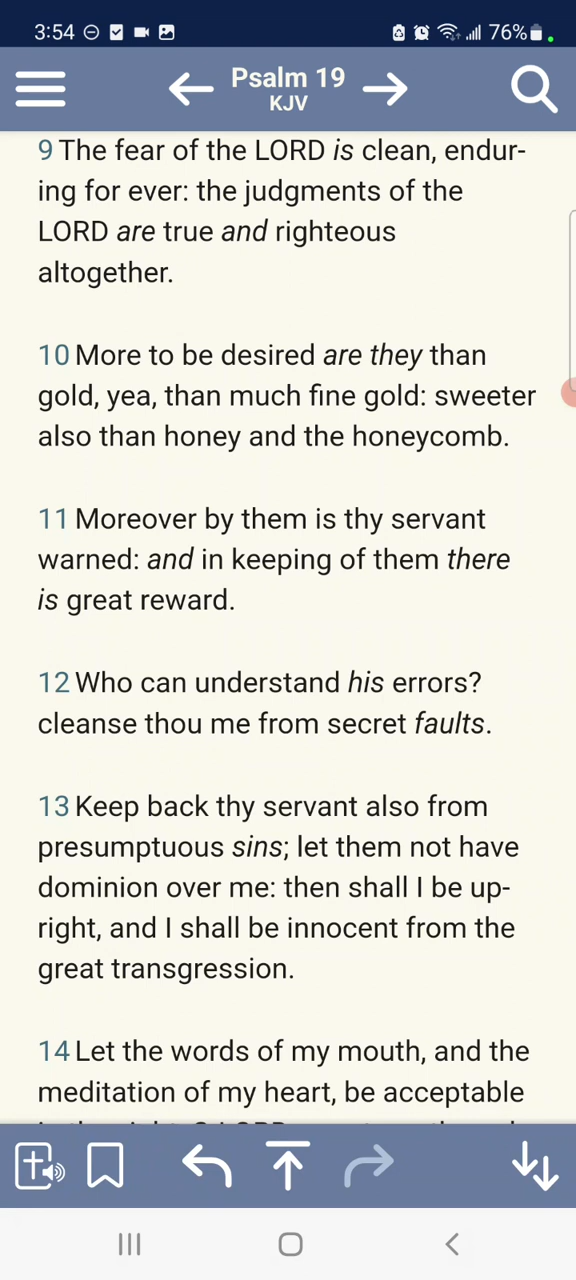 3:54
76%
Psalm 19
KJV
9 The fear of the LORD is clean, endur-
ing for ever: the judgments of the
LORD are true and righteous
altogether.
10 More to be desired are they than
gold, yea, than much fine gold: sweeter
also than honey and the honeycomb.
11 Moreover by them is thy servant
warned: and in keeping of them there
is great reward.
12 Who can understand his errors?
cleanse thou me from secret faults.
13 Keep back thy servant also from
presumptuous sins; let them not have
dominion over me: then shall I be up-
right, and I shall be innocent from the
great transgression.
14 Let the words of my mouth, and the
meditation of my heart, be acceptable